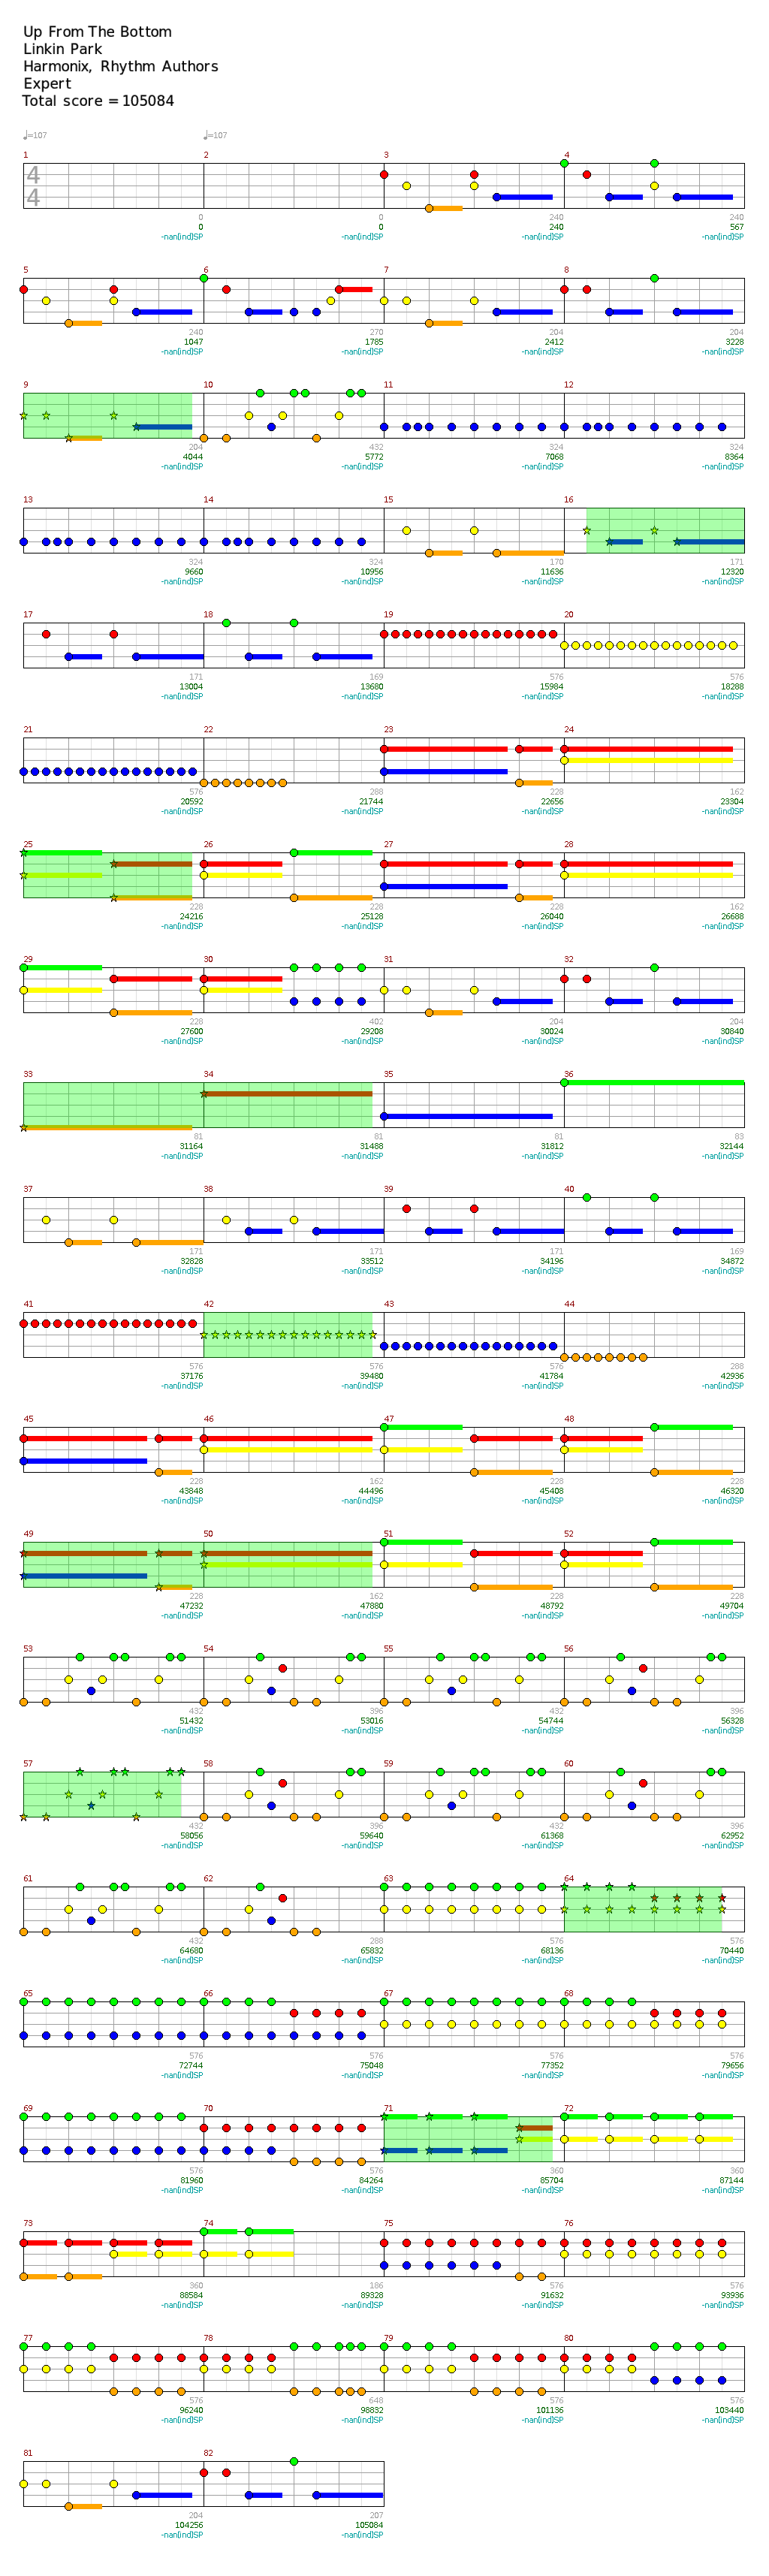 Up From The Bottom
Linkin Park
Harmonix, Rhythm Authors
Expert
Total score = 105084
♩=107 ♩=107
1 2 3 4
4
4
0 0 240 240
0 0 240 567
-nan(ind)SP -nan(ind)SP -nan(ind)SP -nan(ind)SP
5 6 7 8
240 270 204 204
1047 1785 2412 3228
-nan(ind)SP -nan(ind)SP -nan(ind)SP -nan(ind)SP
9 10 11 12
204 432 324 324
4044 5772 7068 8364
-nan(ind)SP -nan(ind)SP -nan(ind)SP -nan(ind)SP
13 14 15 16
324 324 170 171
9660 10956 11636 12320
-nan(ind)SP -nan(ind)SP -nan(ind)SP -nan(ind)SP
17 18 19 20
171 169 576 576
13004 13680 15984 18288
-nan(ind)SP -nan(ind)SP -nan(ind)SP -nan(ind)SP
21 22 23 24
576 288 228 162
20592 21744 22656 23304
-nan(ind)SP -nan(ind)SP -nan(ind)SP -nan(ind)SP
25 26 27 28
228 228 228 162
24216 25128 26040 26688
-nan(ind)SP -nan(ind)SP -nan(ind)SP -nan(ind)SP
29 30 31 32
228 402 204 204
27600 29208 30024 30840
-nan(ind)SP -nan(ind)SP -nan(ind)SP -nan(ind)SP
33 34 35 36
81 81 81 83
31164 31488 31812 32144
-nan(ind)SP -nan(ind)SP -nan(ind)SP -nan(ind)SP
37 38 39 40
171 171 171 169
32828 33512 34196 34872
-nan(ind)SP -nan(ind)SP -nan(ind)SP -nan(ind)SP
41 42 43 44
576 576 576 288
37176 39480 41784 42936
-nan(ind)SP -nan(ind)SP -nan(ind)SP -nan(ind)SP
45 46 47 48
228 162 228 228
43848 44496 45408 46320
-nan(ind)SP -nan(ind)SP -nan(ind)SP -nan(ind)SP
49 50 51 52
228 162 228 228
47232 47880 48792 49704
-nan(ind)SP -nan(ind)SP -nan(ind)SP -nan(ind)SP
53 54 55 56
432 396 432 396
51432 53016 54744 56328
-nan(ind)SP -nan(ind)SP -nan(ind)SP -nan(ind)SP
57 58 59 60
432 396 432 396
58056 59640 61368 62952
-nan(ind)SP -nan(ind)SP -nan(ind)SP -nan(ind)SP
61 62 63 64
432 288 576 576
64680 65832 68136 70440
-nan(ind)SP -nan(ind)SP -nan(ind)SP -nan(ind)SP
65 66 67 68
576 576 576 576
72744 75048 77352 79656
-nan(ind)SP -nan(ind)SP -nan(ind)SP -nan(ind)SP
69 70 71 72
576 576 360 360
81960 84264 85704 87144
-nan(ind)SP -nan(ind)SP -nan(ind)SP -nan(ind)SP
73 74 75 76
360 186 576 576
88584 89328 91632 93936
-nan(ind)SP -nan(ind)SP -nan(ind)SP -nan(ind)SP
77 78 79 80
576 648 576 576
96240 98832 101136 103440
-nan(ind)SP -nan(ind)SP -nan(ind)SP -nan(ind)SP
81 82
204 207
104256 105084
-nan(ind)SP -nan(ind)SP